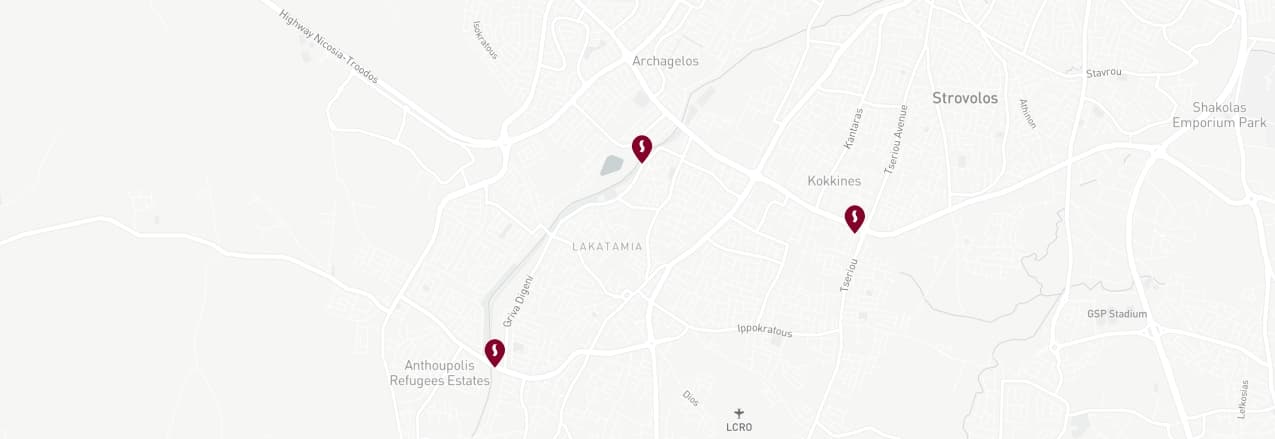 Highway Nicosia-Troodos
Isokratous
Archagelos
Stavrou
Strovolos
Athinon
Shakolas
Emporium Park
Kantaras
Tseriou Avenue
Kokkines
LAKATAMIA
Tseriou
Griva Digeni
GSP Stadium
Ippokratous
Anthoupolis
Refugees Estates
Dios
Lefkosias
LCRO